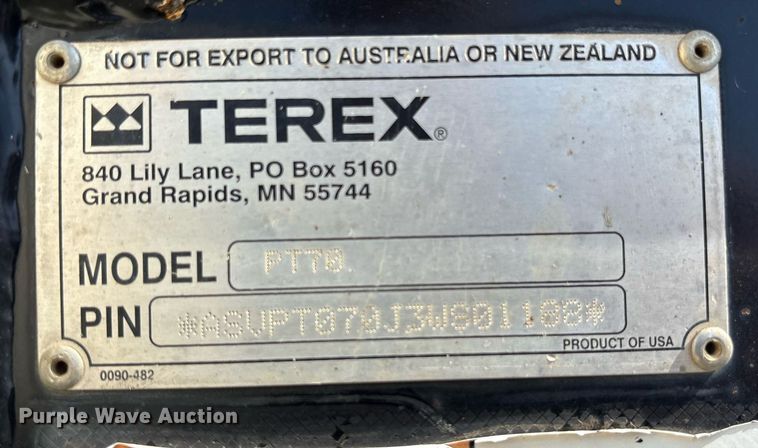 NOT FOR EXPORT TO AUSTRALIA OR NEW ZEALAND
TEREX®
840 Lily Lane, PO Box 5160
Grand Rapids, MN 55744
MODEL PT70
PIN *ASVPT070J3W601168*
PRODUCT OF USA
0090-482
Purple Wave Auction